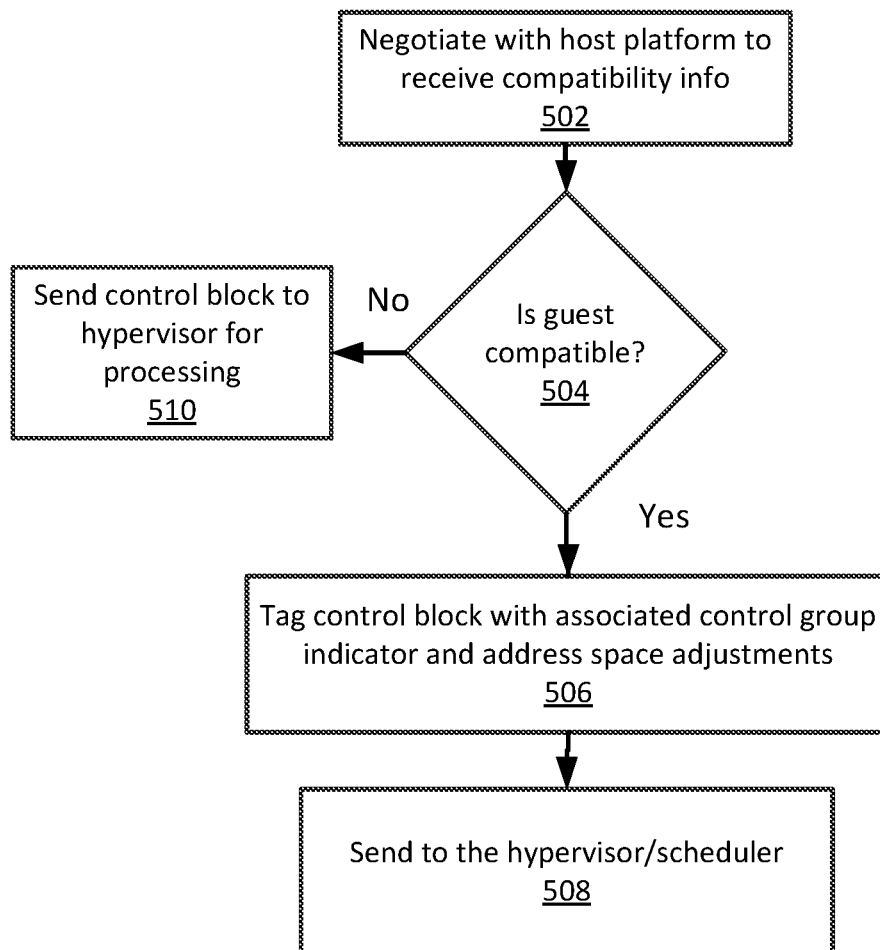 Negotiate with host platform to
receive compatibility info
502
Is guest
compatible?
504
No
Send control block to
hypervisor for
processing
510
Yes
Tag control block with associated control group
indicator and address space adjustments
506
Send to the hypervisor/scheduler
508